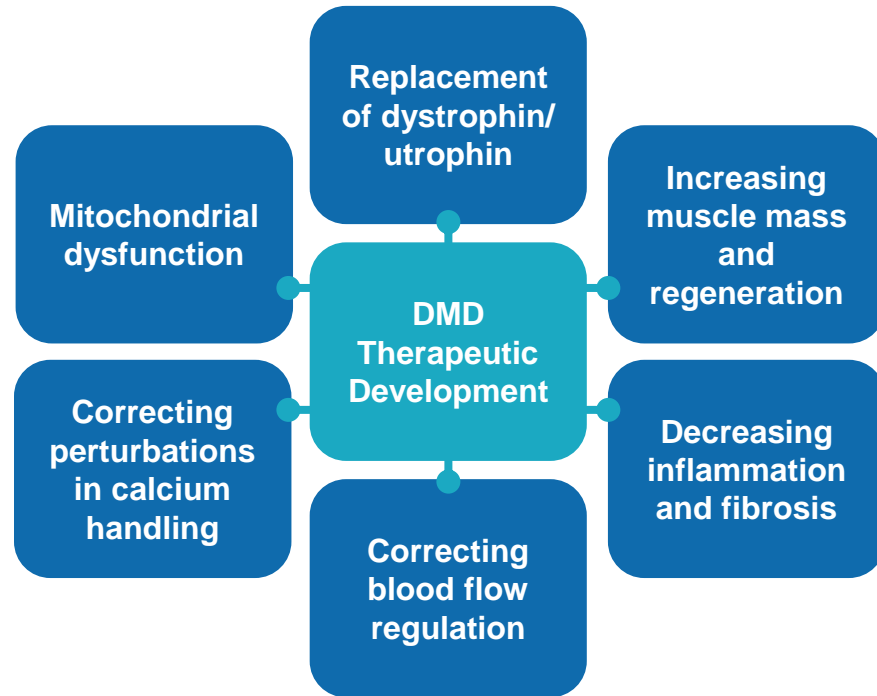 Replacement
of dystrophin/
utrophin
Mitochondrial
dysfunction
Increasing
muscle mass
and
regeneration
DMD
Therapeutic
Development
Correcting
perturbations
in calcium
handling
Decreasing
inflammation
and fibrosis
Correcting
blood flow
regulation